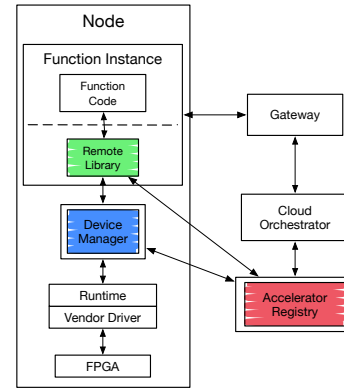 Node
Function Instance
Function
Code
Remote
Library
Device
Manager
Runtime
Vendor Driver
FPGA
Gateway
Cloud
Orchestrator
Accelerator
Registry